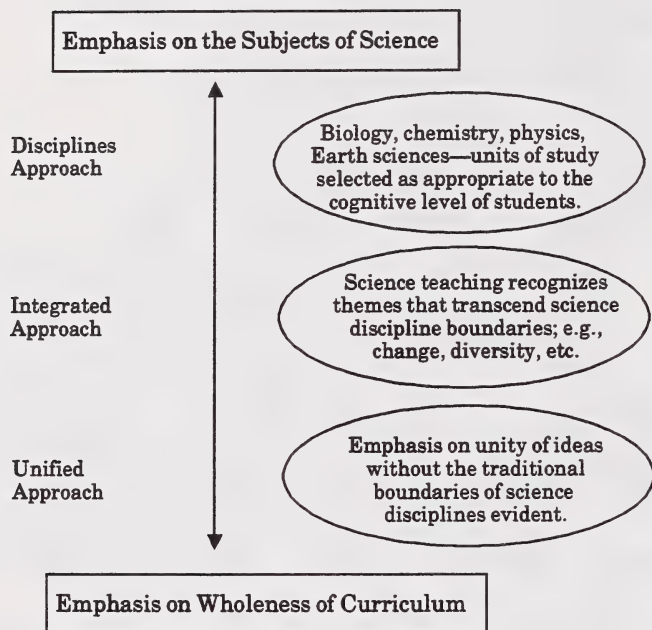 Emphasis on the Subjects of Science
Disciplines
Approach
Biology, chemistry, physics,
Earth sciences—units of study
selected as appropriate to the
cognitive level of students.
Integrated
Approach
Science teaching recognizes
themes that transcend science
discipline boundaries; e.g.,
change, diversity, etc.
Unified
Approach
Emphasis on unity of ideas
without the traditional
boundaries of science
disciplines evident.
Emphasis on Wholeness of Curriculum